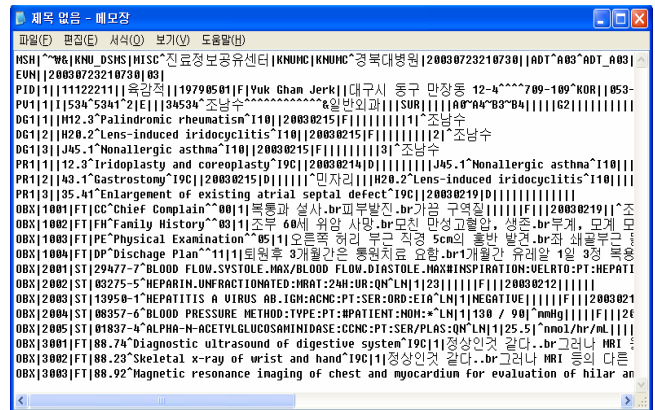 제목 없음 - 메모장
파일(F) 편집(E) 서식(O) 보기(V) 도움말(H)
MSH|^~₩&|KNU_DSMS|MISC^진료정보공유센터|KNUMC|KNUMC^경북대병원|20030723210730||ADT^A03^ADT_A03|
EVN||20030723210730|03|
PID|1||11122211||육감적||19790501|F|Yuk Gham Jerk||대구시 동구 만장동 12-4^^^^709-109^KOR||053-
PV1|1|I|534^5341^2|E|||34534^조남수^^^^^^^^^^^^&일반외과|||SUR|||||A0~A4~B3~B4|||||G2||||||||||
DG1|1||M12.3^Palindromic rheumatism^I10||20030215|F|||||||||1|^조남수
DG1|2||H20.2^Lens-induced iridocyclitis^I10||20030215|F|||||||||2|^조남수
DG1|3||J45.1^Nonallergic asthma^I10||20030215|F|||||||||3|^조남수
PR1|1||12.3^Iridoplasty and coreoplasty^I9C||20030214|D||||||||||J45.1^Nonallergic asthma^I10||||
PR1|2||43.1^Gastrostomy^I9C||20030215|D||||||^민자리||||H20.2^Lens-induced iridocyclitis^I10||||
PR1|3||35.41^Enlargement of existing atrial septal defect^I9C||20030219|D|||||||||||||
OBX|1001|FT|CC^Chief Complain^^00|1|복통과 설사.br피부발진.br가끔 구역질||||||F|||20030219||^조
OBX|1002|FT|FH^Family History^^03|1|조부 60세 위암 사망.br모친 만성고혈압, 생존.br부계, 모계 모
OBX|1003|FT|PE^Physical Examination^^05|1|오른쪽 허리 부근 직경 5cm의 홍반 발견.br좌 쇄골부근
OBX|1004|FT|DP^Discharge Plan^^11|1|퇴원후 3개월간은 통원치료 요함.br1개월간 유레알 1일 3정 복용
OBX|2001|ST|29477-7^BLOOD FLOW.SYSTOLE.MAX/BLOOD FLOW.DIASTOLE.MAX#INSPIRATION:VELRTO:PT:HEPATI
OBX|2002|ST|03275-5^HEPARIN.UNFRACTIONATED:MRAT:24H:UR:QN^LN|1|23||||||F|||20030212||||||
OBX|2003|ST|13950-1^HEPATITIS A VIRUS AB.IGM:ACNC:PT:SER:ORD:EIA^LN|1|NEGATIVE||||||F|||2003021
OBX|2004|ST|08357-6^BLOOD PRESSURE METHOD:TYPE:PT:#PATIENT:NOM:*^LN|1|130 / 90|^mmHg|||||F|||20
OBX|2005|ST|01837-4^ALPHA-N-ACETYLGLUCOSAMINIDASE:CCNC:PT:SER/PLAS:QN^LN|1|25.5|^nmol/hr/mL||||
OBX|3001|FT|88.74^Diagnostic ultrasound of digestive system^I9C|1|정상인것 같다..br그러나 MRI
OBX|3002|FT|88.23^Skeletal x-ray of wrist and hand^I9C|1|정상인것 같다..br그러나 MRI 등의 다른
OBX|3003|FT|88.92^Magnetic resonance imaging of chest and myocardium for evaluation of hilar an